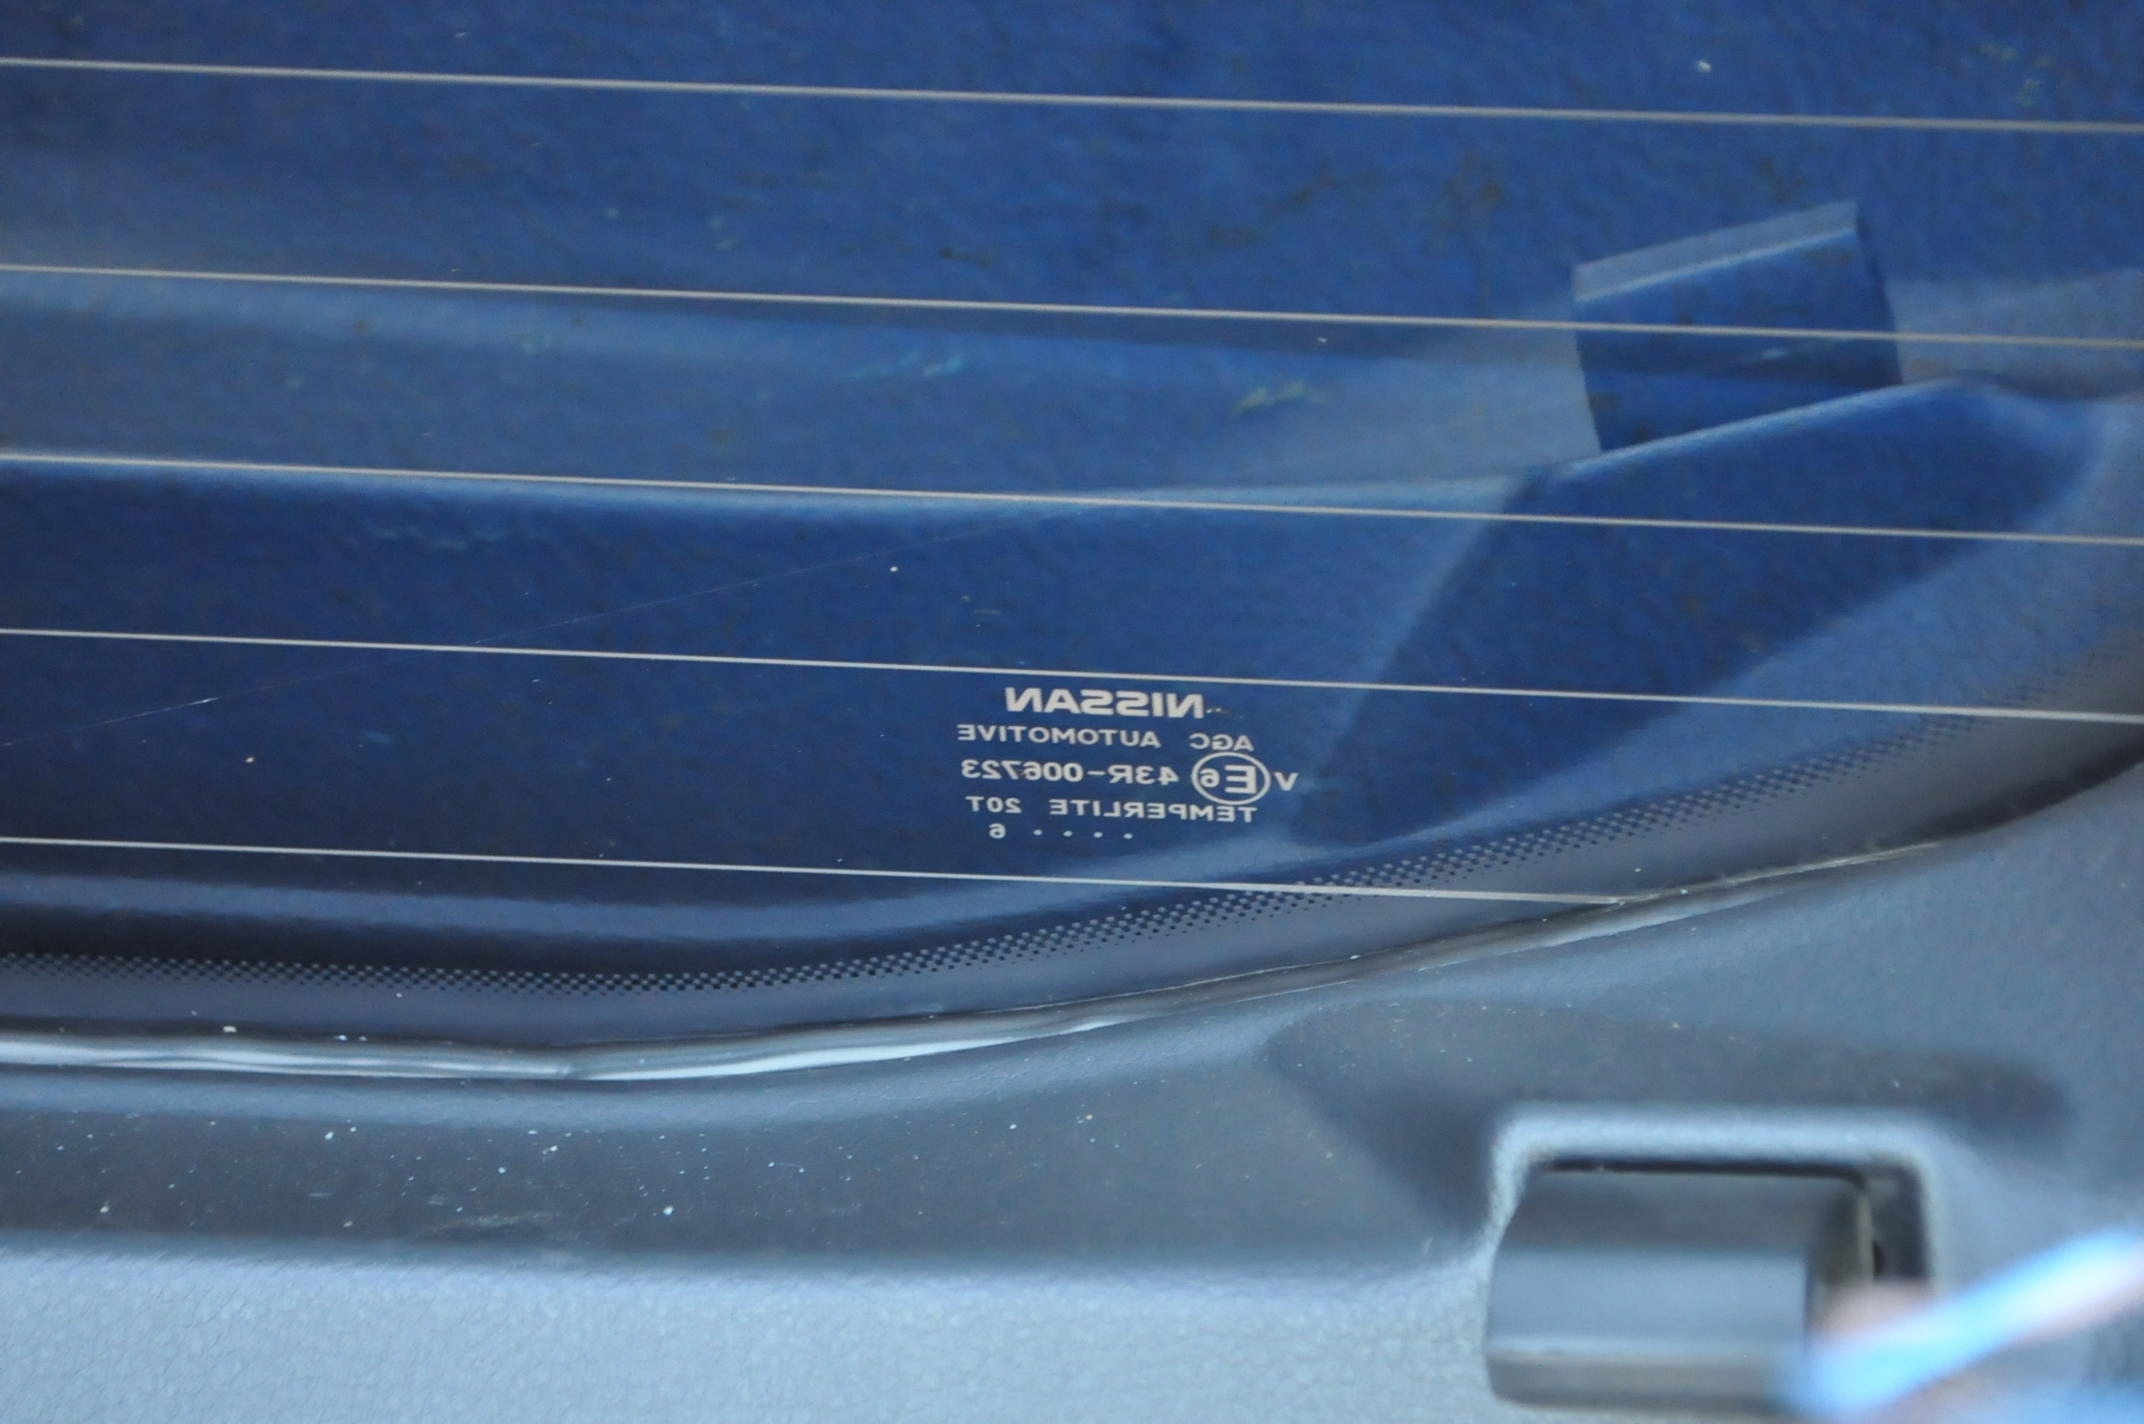 NISSAN
AGC AUTOMOTIVE
V E6 43R-006723
TEMPERLITE 20T
· · · · 6